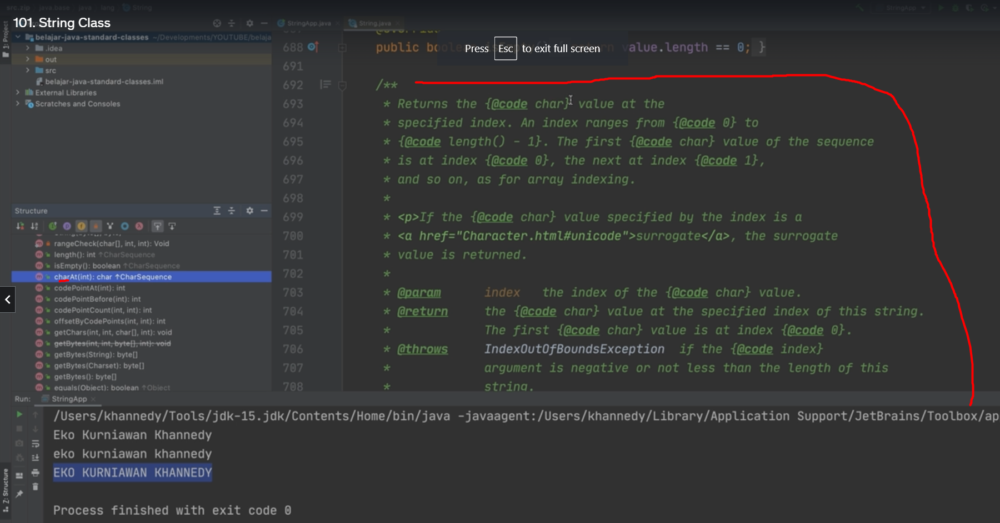 src.zip java.base java lang String
StringApp
101. String Class
StringApp.java String.java
1: Project
belajar-java-standard-classes ~/Developments/YOUTUBE/belaja
.idea
out
src
belajar-java-standard-classes.iml
External Libraries
Scratches and Consoles
688 public value.length == 0; }
Press Esc to exit full screen
691
692 /**
693 * Returns the {@code char} value at the
694 * specified index. An index ranges from {@code 0} to
695 * {@code length() - 1}. The first {@code char} value of the sequence
696 * is at index {@code 0}, the next at index {@code 1},
697 * and so on, as for array indexing.
698 *
699 * <p>If the {@code char} value specified by the index is a
700 * <a href="Character.html#unicode">surrogate</a>, the surrogate
701 * value is returned.
702 *
703 * @param index the index of the {@code char} value.
704 * @return the {@code char} value at the specified index of this string.
705 * The first {@code char} value is at index {@code 0}.
706 * @throws IndexOutOfBoundsException if the {@code index}
707 * argument is negative or not less than the length of this
708 * string.
Structure
rangeCheck(char[], int, int): Void
length(): int ↑CharSequence
isEmpty(): boolean ↑CharSequence
charAt(int): char ↑CharSequence
codePointAt(int): int
codePointBefore(int): int
codePointCount(int, int): int
offsetByCodePoints(int, int): int
getChars(int, int, char[], int): void
getBytes(int, int, byte[], int): void
getBytes(String): byte[]
getBytes(Charset): byte[]
getBytes(): byte[]
equals(Object): boolean ↑Object
Run: StringApp
/Users/khannedy/Tools/jdk-15.jdk/Contents/Home/bin/java -javaagent:/Users/khannedy/Library/Application Support/JetBrains/Toolbox/ap
Eko Kurniawan Khannedy
eko kurniawan khannedy
EKO KURNIAWAN KHANNEDY
Process finished with exit code 0
Z: Structure